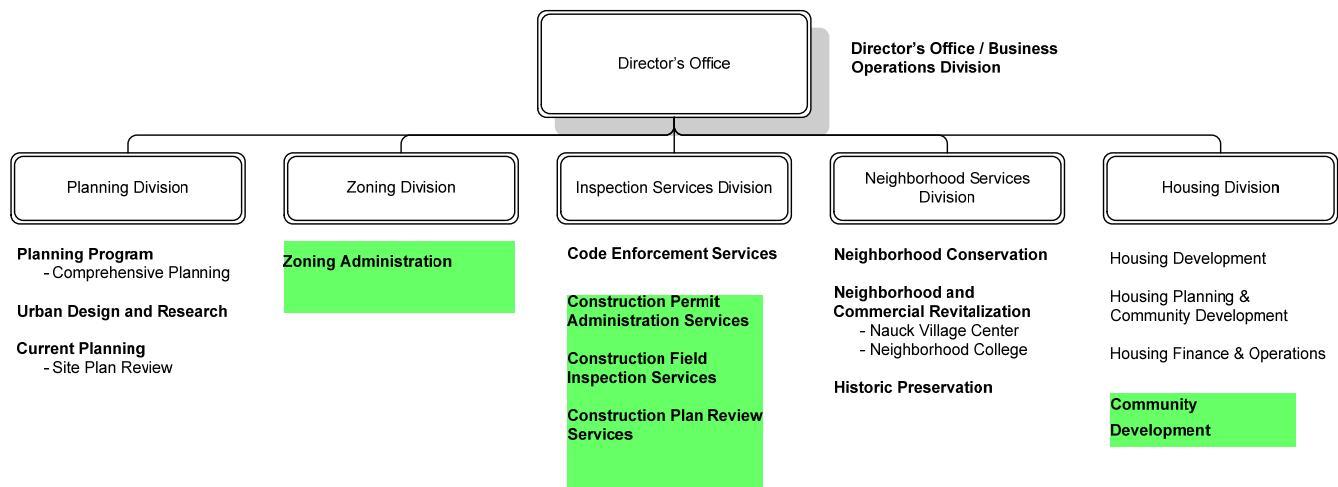 Director's Office
Director's Office / Business
Operations Division
Planning Division
Zoning Division
Inspection Services Division
Neighborhood Services
Division
Housing Division
Planning Program
- Comprehensive Planning
Urban Design and Research
Current Planning
- Site Plan Review
Zoning Administration
Code Enforcement Services
Construction Permit
Administration Services
Construction Field
Inspection Services
Construction Plan Review
Services
Neighborhood Conservation
Neighborhood and
Commercial Revitalization
- Nauck Village Center
- Neighborhood College
Historic Preservation
Housing Development
Housing Planning &
Community Development
Housing Finance & Operations
Community
Development